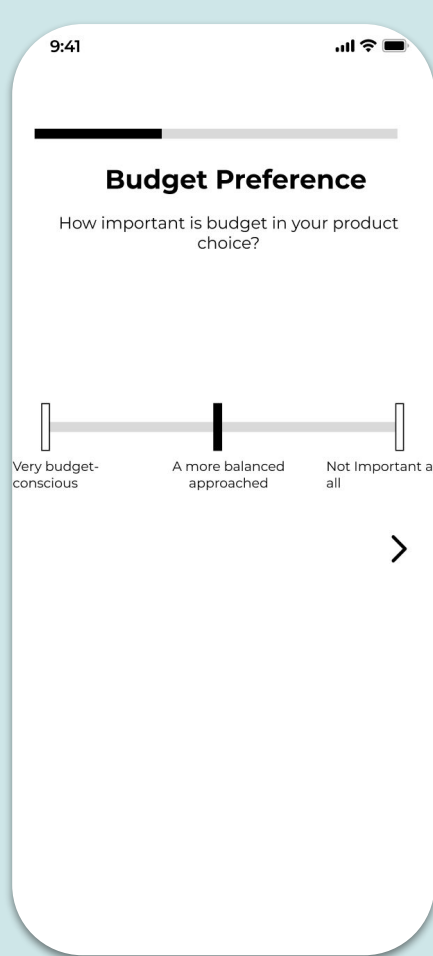 9:41
Budget Preference
How important is budget in your product
choice?
Very budget-
conscious
A more balanced
approached
Not Important a
all